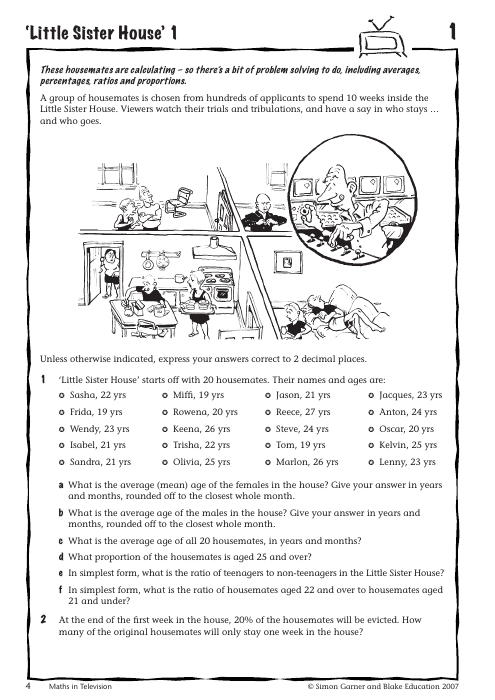 'Little Sister House' 1
1
These housemates are calculating – so there's a bit of problem solving to do, including averages,
percentages, ratios and proportions.
A group of housemates is chosen from hundreds of applicants to spend 10 weeks inside the
Little Sister House. Viewers watch their trials and tribulations, and have a say in who stays …
and who goes.
Unless otherwise indicated, express your answers correct to 2 decimal places.
1 'Little Sister House' starts off with 20 housemates. Their names and ages are:
Sasha, 22 yrs Miffi, 19 yrs Jason, 21 yrs Jacques, 23 yrs
Frida, 19 yrs Rowena, 20 yrs Reece, 27 yrs Anton, 24 yrs
Wendy, 23 yrs Keena, 26 yrs Steve, 24 yrs Oscar, 20 yrs
Isabel, 21 yrs Trisha, 22 yrs Tom, 19 yrs Kelvin, 25 yrs
Sandra, 21 yrs Olivia, 25 yrs Marlon, 26 yrs Lenny, 23 yrs
a What is the average (mean) age of the females in the house? Give your answer in years
and months, rounded off to the closest whole month.
b What is the average age of the males in the house? Give your answer in years and
months, rounded off to the closest whole month.
c What is the average age of all 20 housemates, in years and months?
d What proportion of the housemates is aged 25 and over?
e In simplest form, what is the ratio of teenagers to non-teenagers in the Little Sister House?
f In simplest form, what is the ratio of housemates aged 22 and over to housemates aged
21 and under?
2 At the end of the first week in the house, 20% of the housemates will be evicted. How
many of the original housemates will only stay one week in the house?
4 Maths in Television © Simon Garner and Blake Education 2007